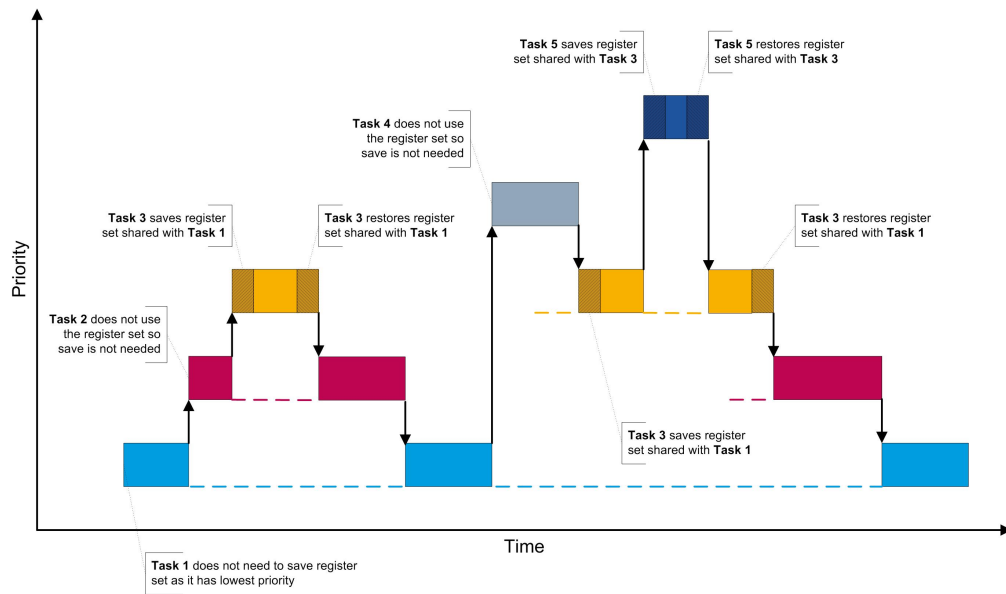 Task 5 saves register
set shared with Task 3
Task 5 restores register
set shared with Task 3
Task 4 does not use
the register set so
save is not needed
Task 3 saves register
set shared with Task 1
Task 3 restores register
set shared with Task 1
Task 3 restores register
set shared with Task 1
Priority
Task 2 does not use
the register set so
save is not needed
Task 3 saves register
set shared with Task 1
Time
Task 1 does not need to save register
set as it has lowest priority